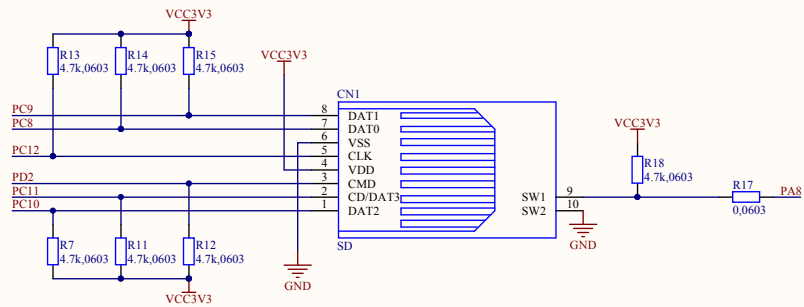 VCC3V3
R13
4.7k,0603
R14
4.7k,0603
R15
4.7k,0603
VCC3V3
CN1
PC9
8
DAT1
PC8
7
DAT0
6
VSS
PC12
5
CLK
4
VDD
PD2
3
CMD
PC11
2
CD/DAT3
PC10
1
DAT2
SD
SW1
9
SW2
10
GND
VCC3V3
R18
4.7k,0603
R17
0,0603
PA8
R7
4.7k,0603
R11
4.7k,0603
R12
4.7k,0603
VCC3V3
GND